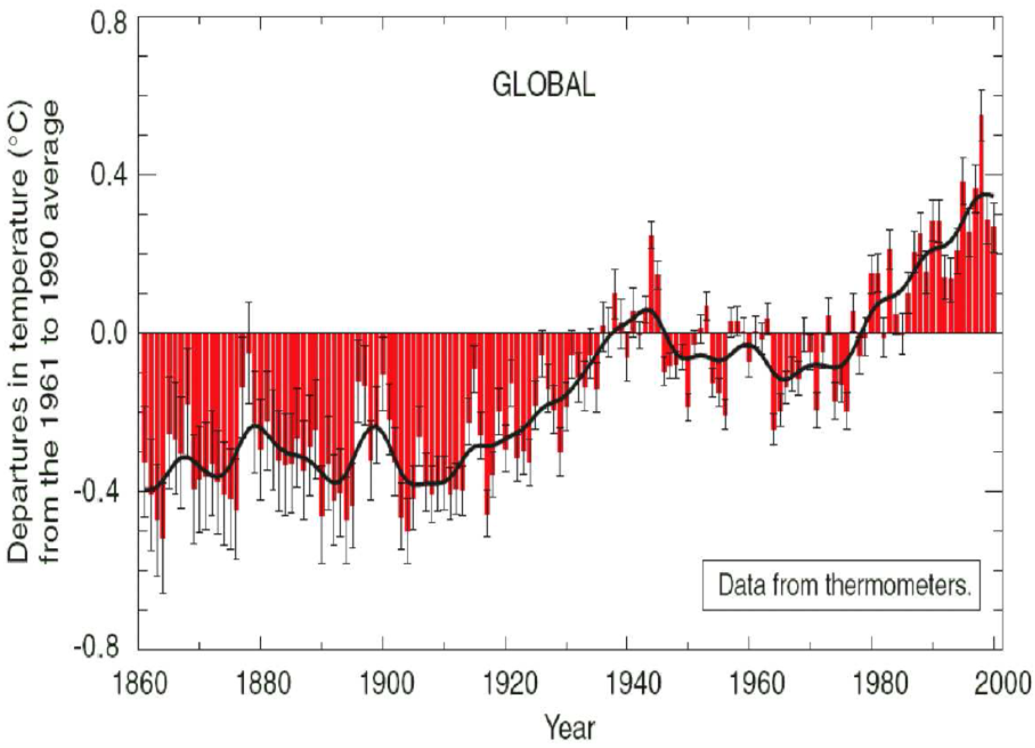 Departures in temperature (°C)
from the 1961 to 1990 average
0.8
0.4
0.0
-0.4
-0.8
GLOBAL
Data from thermometers.
1860 1880 1900 1920 1940 1960 1980 2000
Year